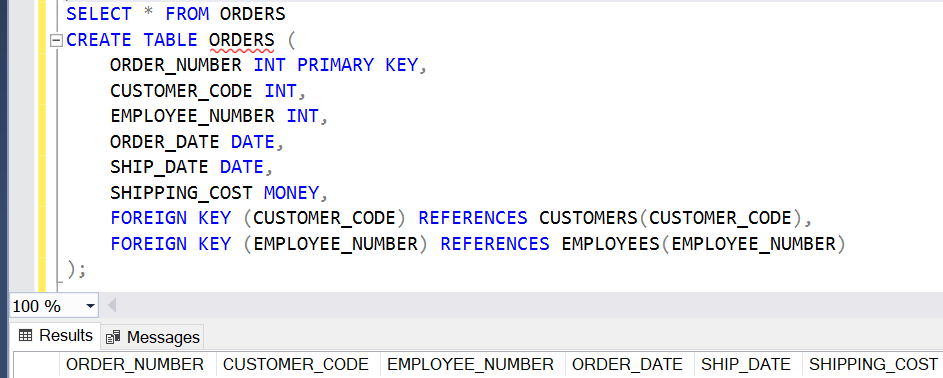 SELECT * FROM ORDERS
CREATE TABLE ORDERS (
    ORDER_NUMBER INT PRIMARY KEY,
    CUSTOMER_CODE INT,
    EMPLOYEE_NUMBER INT,
    ORDER_DATE DATE,
    SHIP_DATE DATE,
    SHIPPING_COST MONEY,
    FOREIGN KEY (CUSTOMER_CODE) REFERENCES CUSTOMERS(CUSTOMER_CODE),
    FOREIGN KEY (EMPLOYEE_NUMBER) REFERENCES EMPLOYEES(EMPLOYEE_NUMBER)
);
100 %
Results Messages
ORDER_NUMBER CUSTOMER_CODE EMPLOYEE_NUMBER ORDER_DATE SHIP_DATE SHIPPING_COST